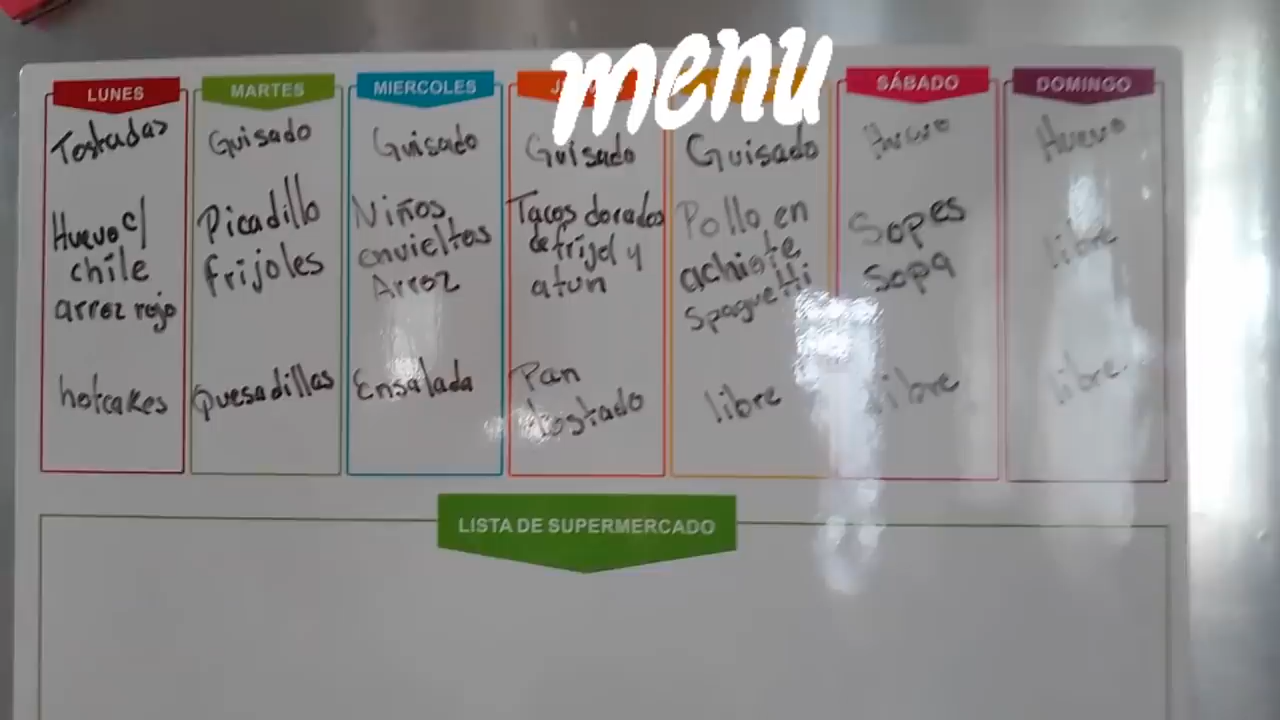 menu
LUNES
Tostadas
Huevo c/
chile
arroz rojo
hotcakes
MARTES
Guisado
Picadillo
frijoles
Quesadillas
MIERCOLES
Guisado
Niños
envueltos
Arroz
Ensalada
Guisado
Tacos dorados
de frijol y
atun
Pan
tostado
Guisado
Pollo en
achiote
Spaguetti
libre
SÁBADO
Huevo
Sopes
Sopa
libre
DOMINGO
Huevo
libre
libre
LISTA DE SUPERMERCADO